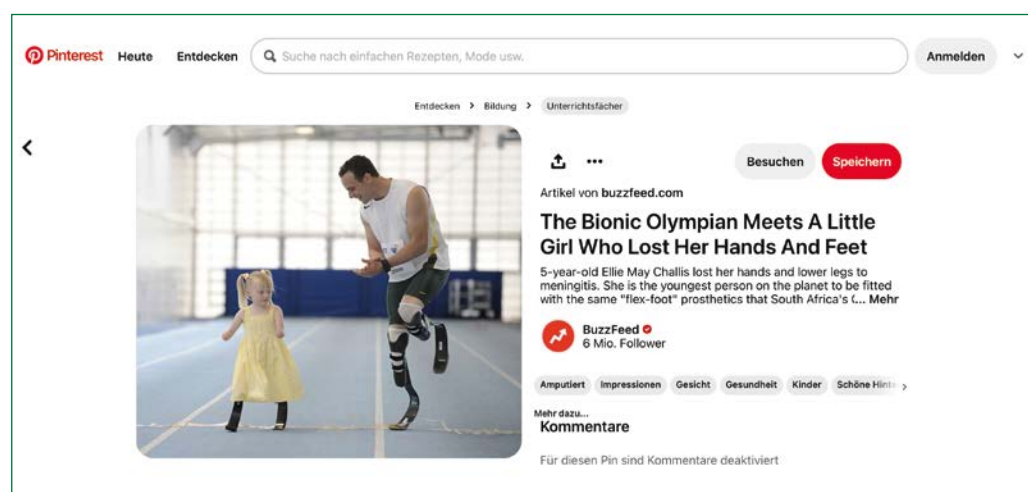 Pinterest Heute Entdecken Suche nach einfachen Rezepten, Mode usw. Anmelden
Entdecken > Bildung > Unterrichtsfächer
Besuchen Speichern
Artikel von buzzfeed.com
The Bionic Olympian Meets A Little
Girl Who Lost Her Hands And Feet
5-year-old Ellie May Challis lost her hands and lower legs to
meningitis. She is the youngest person on the planet to be fitted
with the same "flex-foot" prosthetics that South Africa's (... Mehr
BuzzFeed
6 Mio. Follower
Amputiert Impressionen Gesicht Gesundheit Kinder Schöne
Mehr dazu...
Kommentare
Für diesen Pin sind Kommentare deaktiviert